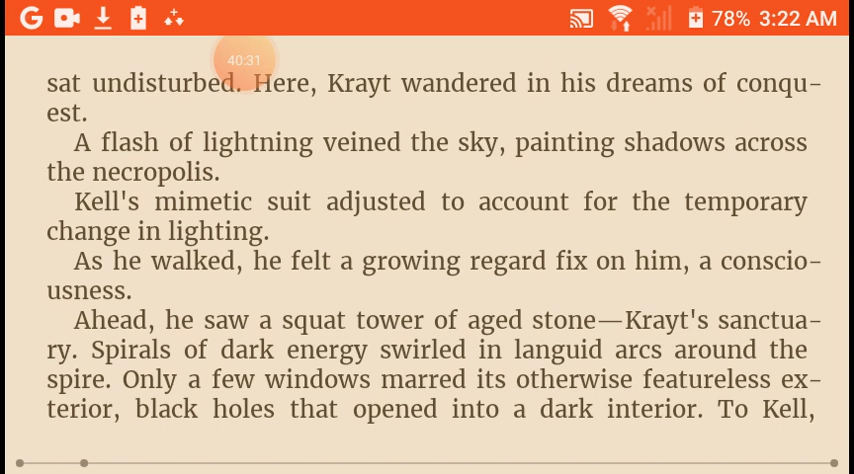 78% 3:22 AM
40:31
sat undisturbed. Here, Krayt wandered in his dreams of conqu-
est.
A flash of lightning veined the sky, painting shadows across
the necropolis.
Kell's mimetic suit adjusted to account for the temporary
change in lighting.
As he walked, he felt a growing regard fix on him, a conscio-
usness.
Ahead, he saw a squat tower of aged stone—Krayt's sanctua-
ry. Spirals of dark energy swirled in languid arcs around the
spire. Only a few windows marred its otherwise featureless ex-
terior, black holes that opened into a dark interior. To Kell,